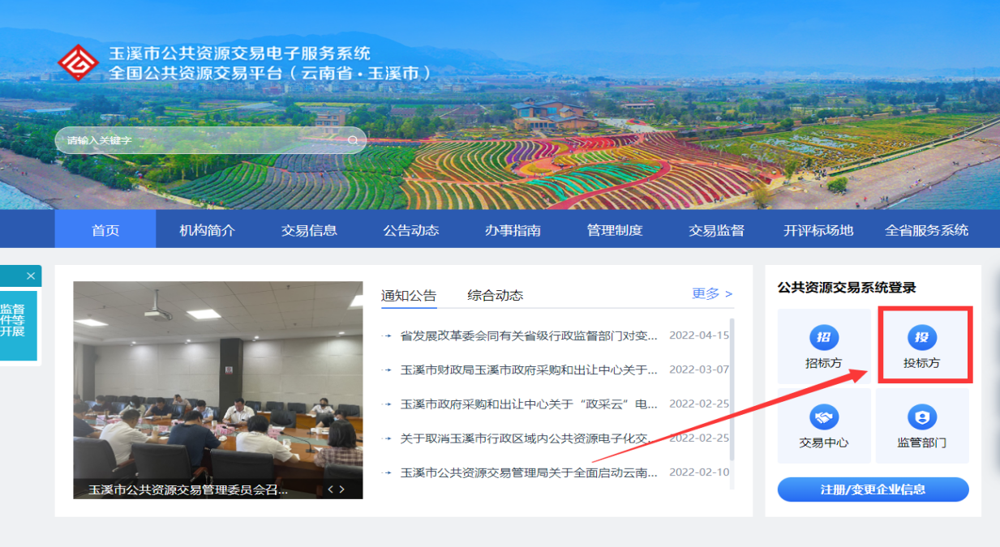 玉溪市公共资源交易电子服务系统
全国公共资源交易平台（云南省·玉溪市）
请输入关键字
首页 机构简介 交易信息 公告动态 办事指南 管理制度 交易监督 开评标场地 全省服务系统
监督
件等
开展
玉溪市公共资源交易管理委员会召...
通知公告 综合动态 更多 >
省发展改革委会同有关省级行政监督部门对变... 2022-04-15
玉溪市财政局玉溪市政府采购和出让中心关于... 2022-03-07
玉溪市政府采购和出让中心关于“政采云”电... 2022-02-25
关于取消玉溪市行政区域内公共资源电子化交... 2022-02-25
玉溪市公共资源交易管理局关于全面启动云南... 2022-02-10
公共资源交易系统登录
招 投
招标方 投标方
交易中心 监管部门
注册/变更企业信息